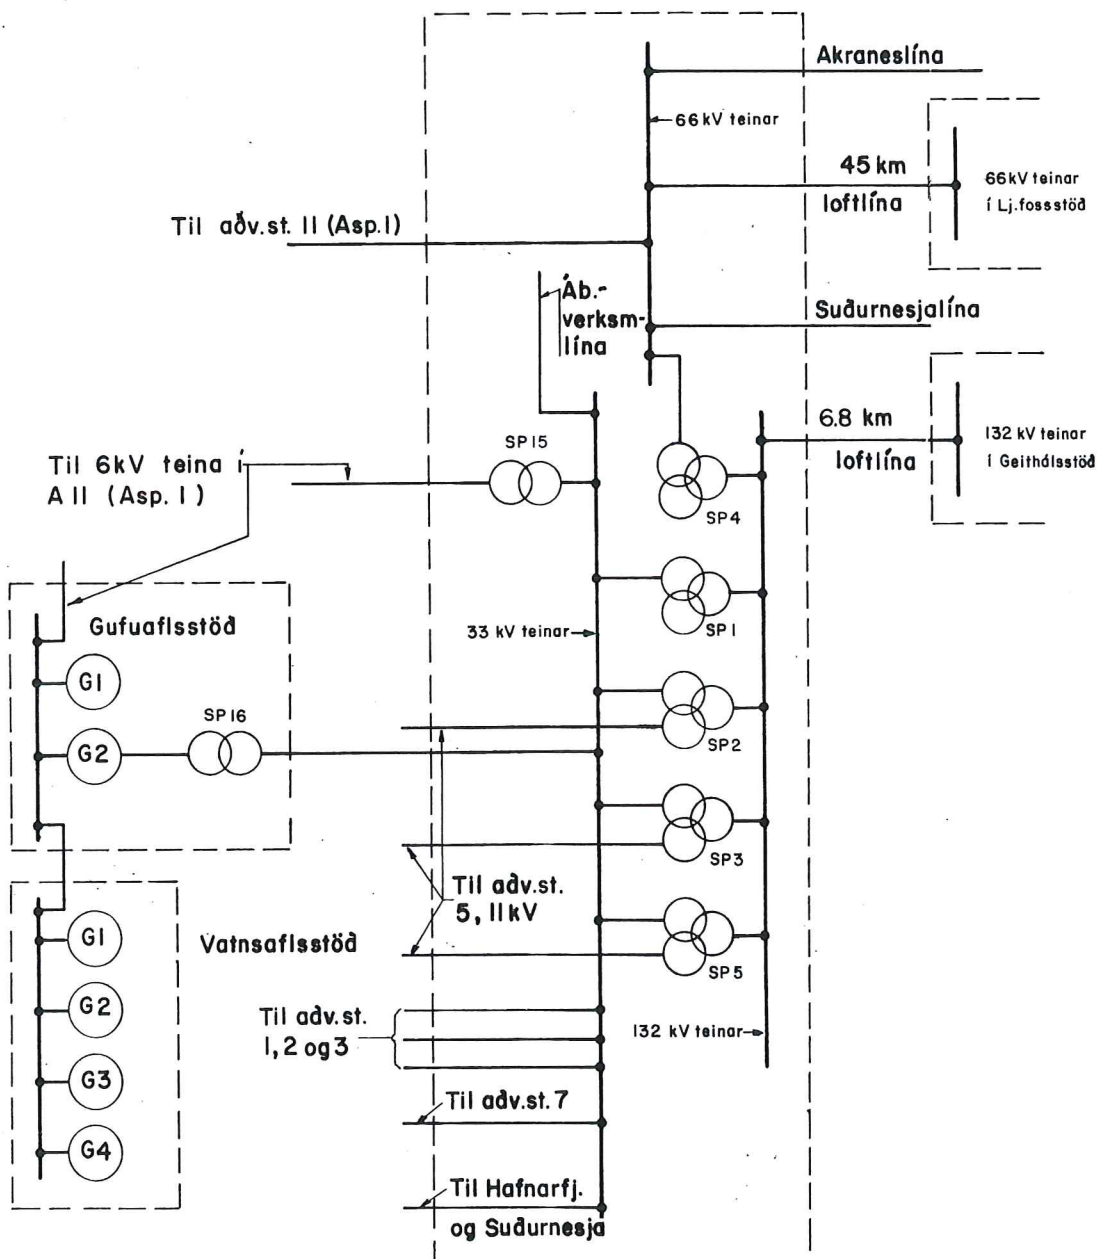 Akraneslína
66 kV teinar
45 km
loftlína
66 kV teinar
í Lj.fossstöð
Til aðv.st. II (Asp. I)
Áb.-
verksm-
lína
Suðurnesjalína
6.8 km
loftlína
132 kV teinar
í Geithálsstöð
SP 15
Til 6kV teina í
A II (Asp. I)
SP4
Gufuaflsstöð
SP 1
33 kV teinar
G1
SP 16
G2
SP2
SP3
Til aðv.st.
5, 11kV
G1
Vatnsaflsstöð
SP5
G2
Til aðv.st.
1, 2 og 3
132 kV teinar
G3
Til aðv.st. 7
G4
Til Hafnarfj.
og Suðurnesja